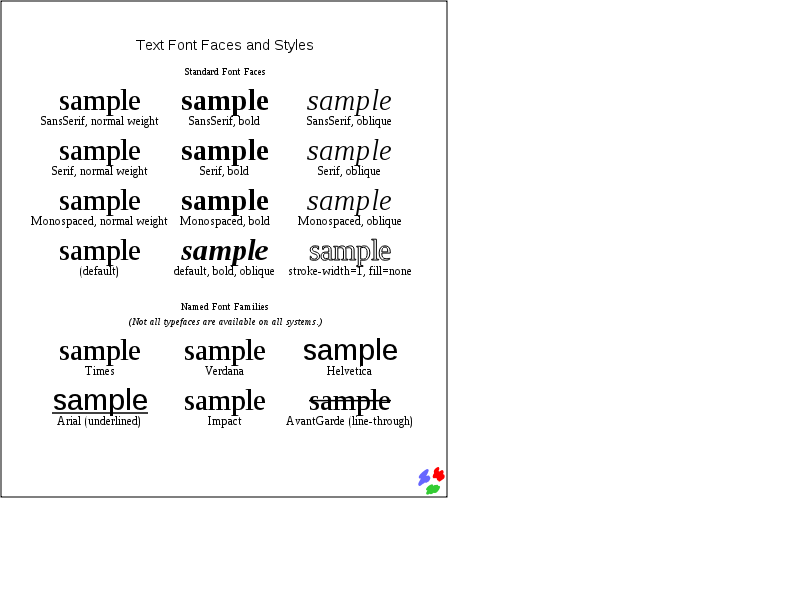 Text Font Faces and Styles
Standard Font Faces
sample sample sample
SansSerif, normal weight SansSerif, bold SansSerif, oblique
sample sample sample
Serif, normal weight Serif, bold Serif, oblique
sample sample sample
Monospaced, normal weight Monospaced, bold Monospaced, oblique
sample sample sample
(default) default, bold, oblique stroke-width=1, fill=none
Named Font Families
(Not all typefaces are available on all systems.)
sample sample sample
Times Verdana Helvetica
sample sample sample
Arial (underlined) Impact AvantGarde (line-through)